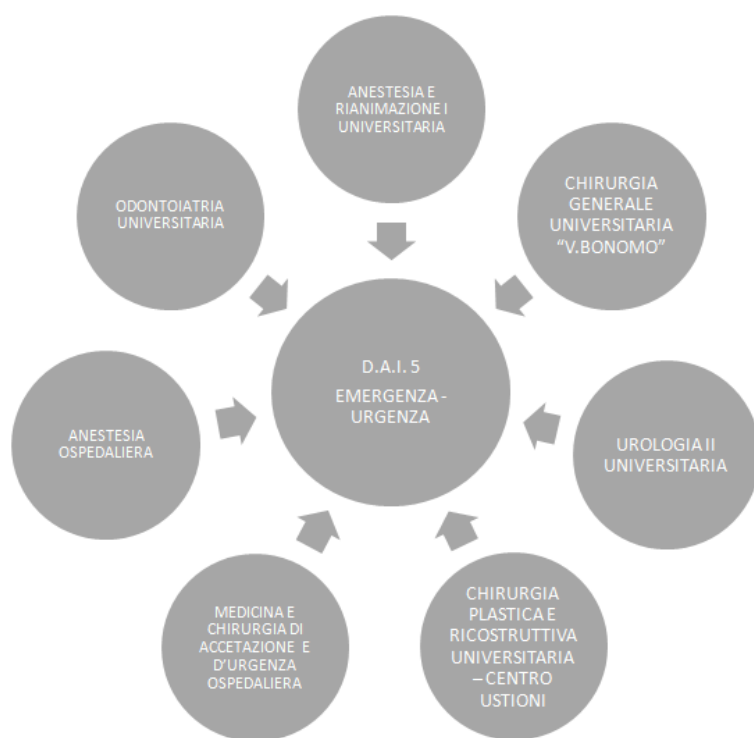 ANESTESIA E
RIANIMAZIONE I
UNIVERSITARIA
CHIRURGIA
GENERALE
UNIVERSITARIA
“V.BONOMO”
UROLOGIA II
UNIVERSITARIA
CHIRURGIA
PLASTICA E
RICOSTRUTTIVA
UNIVERSITARIA
– CENTRO
USTIONI
MEDICINA E
CHIRURGIA DI
ACCETAZIONE E
D’URGENZA
OSPEDALIERA
ANESTESIA
OSPEDALIERA
ODONTOIATRIA
UNIVERSITARIA
D.A.I. 5
EMERGENZA -
URGENZA